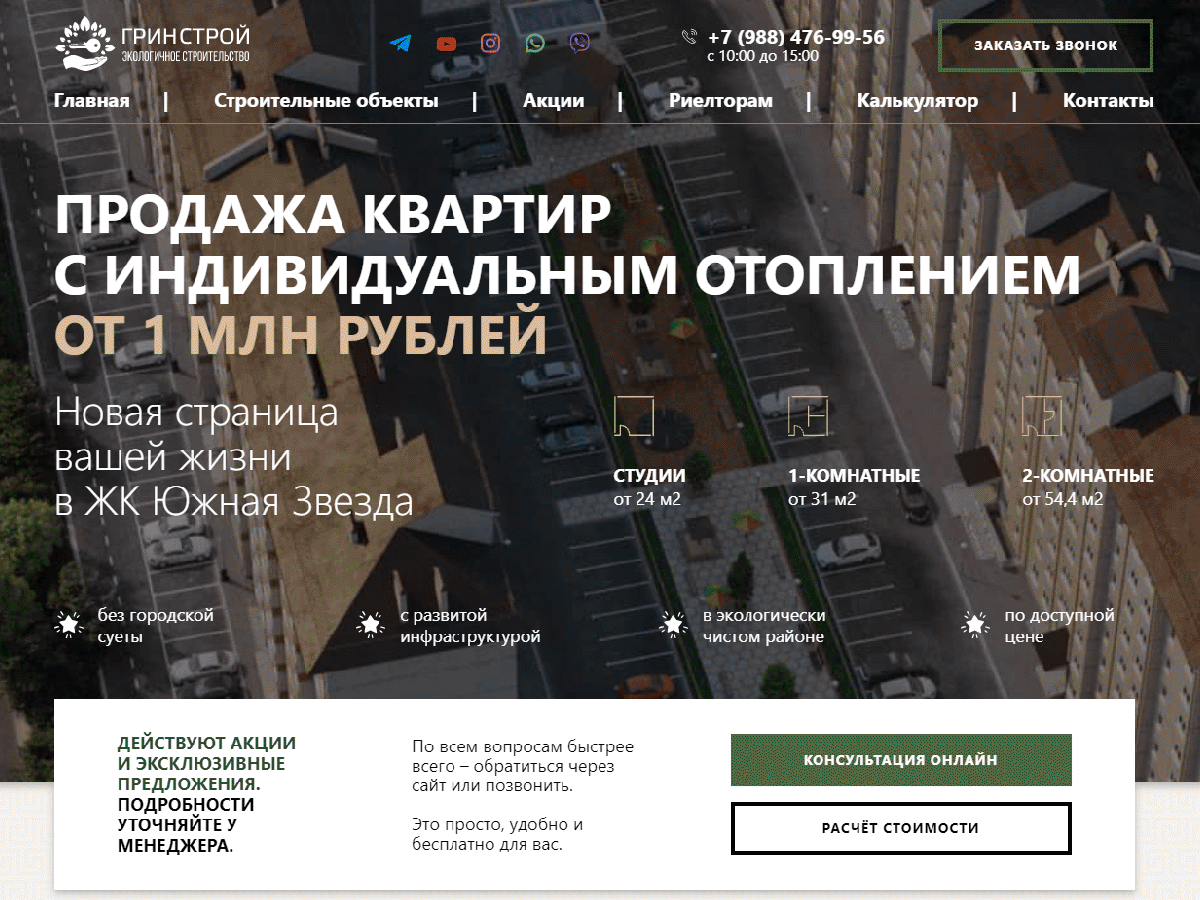 ГРИНСТРОЙ
ЭКОЛОГИЧНОЕ СТРОИТЕЛЬСТВО
+7 (988) 476-99-56
с 10:00 до 15:00
ЗАКАЗАТЬ ЗВОНОК
Главная | Строительные объекты | Акции | Риелторам | Калькулятор | Контакты
ПРОДАЖА КВАРТИР
С ИНДИВИДУАЛЬНЫМ ОТОПЛЕНИЕМ
ОТ 1 МЛН РУБЛЕЙ
Новая страница
вашей жизни
в ЖК Южная Звезда
СТУДИИ
от 24 м2
1-КОМНАТНЫЕ
от 31 м2
2-КОМНАТНЫЕ
от 54,4 м2
без городской
суеты
с развитой
инфраструктурой
в экологически
чистом районе
по доступной
цене
ДЕЙСТВУЮТ АКЦИИ
И ЭКСКЛЮЗИВНЫЕ
ПРЕДЛОЖЕНИЯ.
ПОДРОБНОСТИ
УТОЧНЯЙТЕ У
МЕНЕДЖЕРА.
По всем вопросам быстрее
всего – обратиться через
сайт или позвонить.
Это просто, удобно и
бесплатно для вас.
КОНСУЛЬТАЦИЯ ОНЛАЙН
РАСЧЁТ СТОИМОСТИ